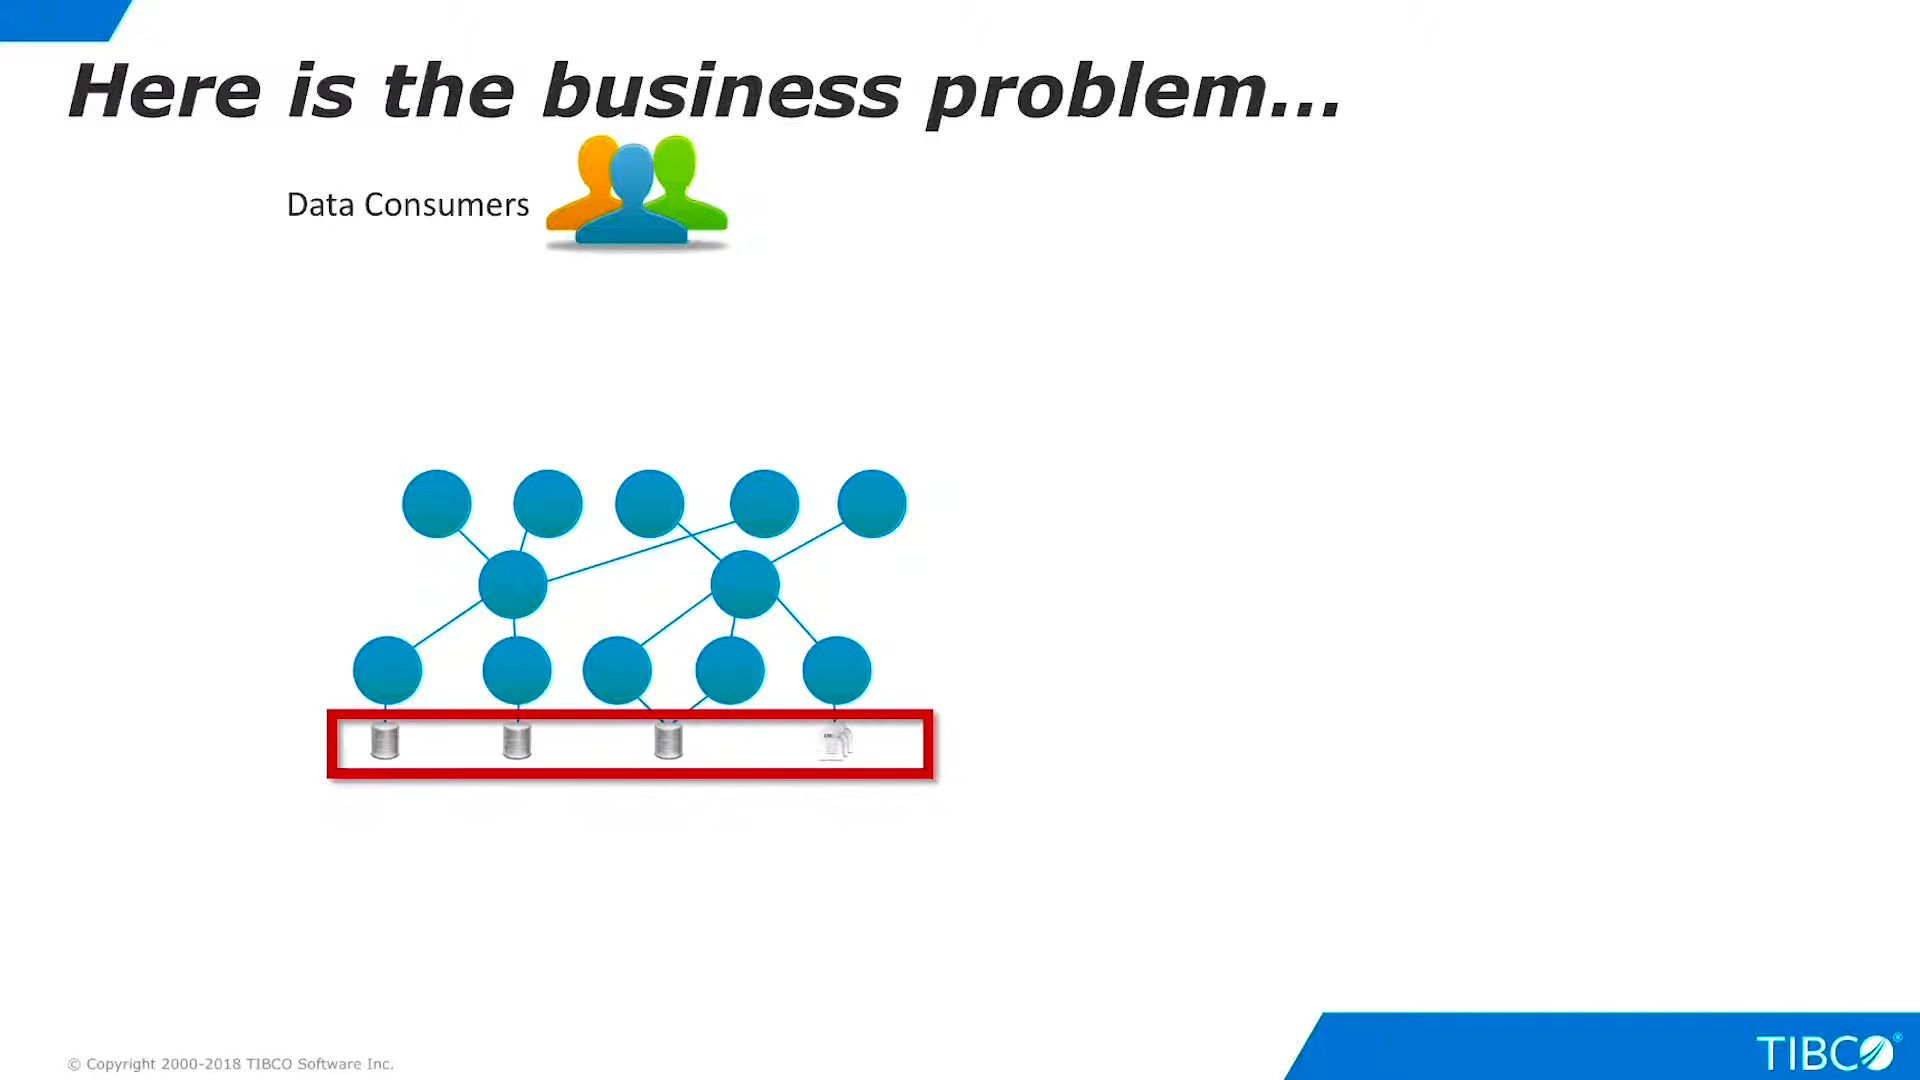 Here is the business problem...
Data Consumers
© Copyright 2000-2018 TIBCO Software Inc.
TIBCO®